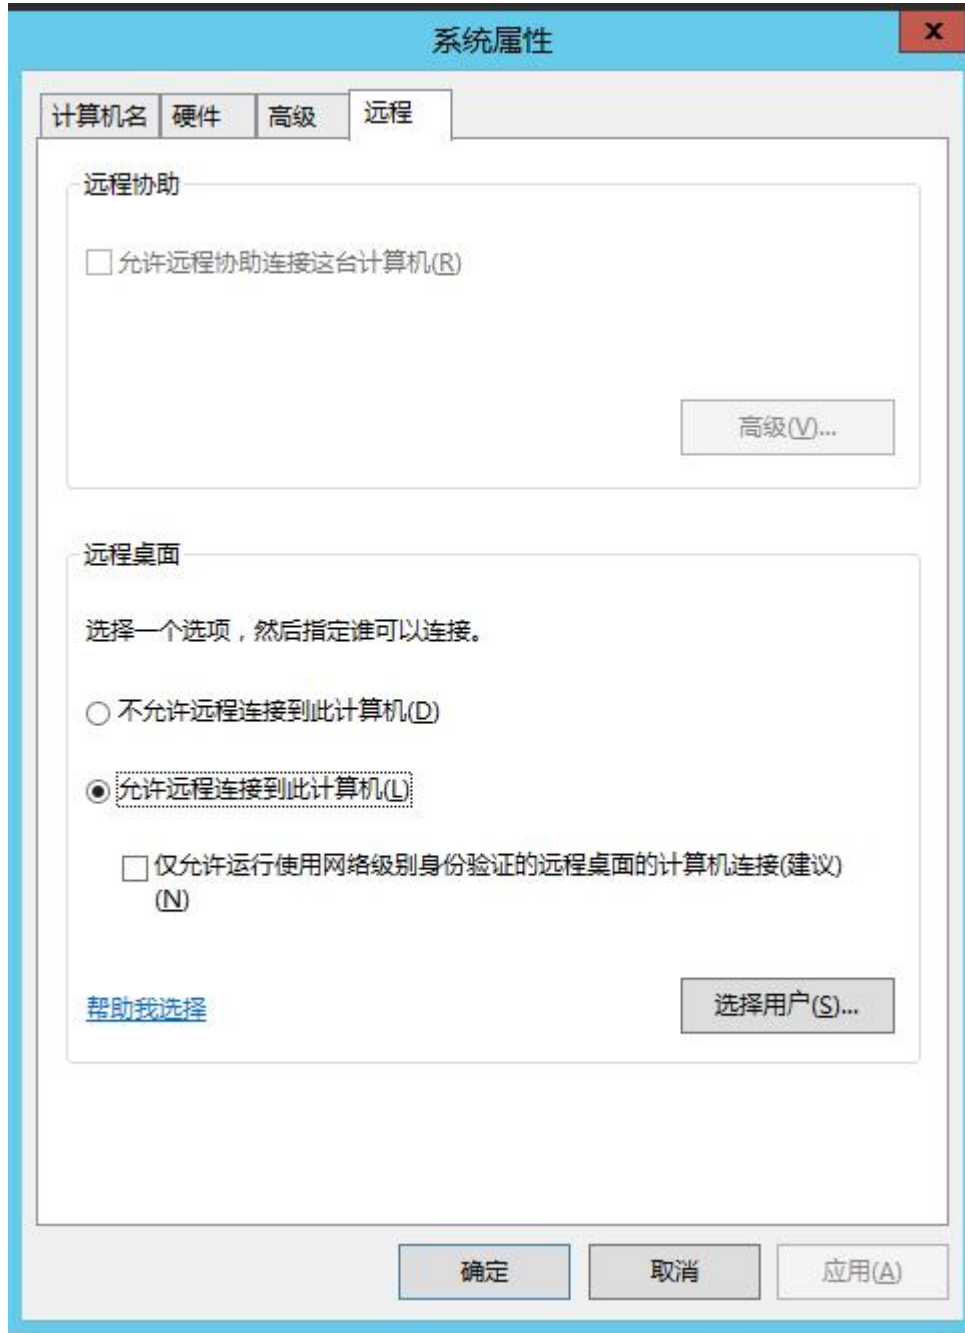 系统属性
x
计算机名 硬件 高级 远程
远程协助
允许远程协助连接这台计算机(R)
高级(V)...
远程桌面
选择一个选项，然后指定谁可以连接。
不允许远程连接到此计算机(D)
允许远程连接到此计算机(L)
仅允许运行使用网络级别身份验证的远程桌面的计算机连接(建议)
(N)
帮助我选择 选择用户(S)...
确定 取消 应用(A)